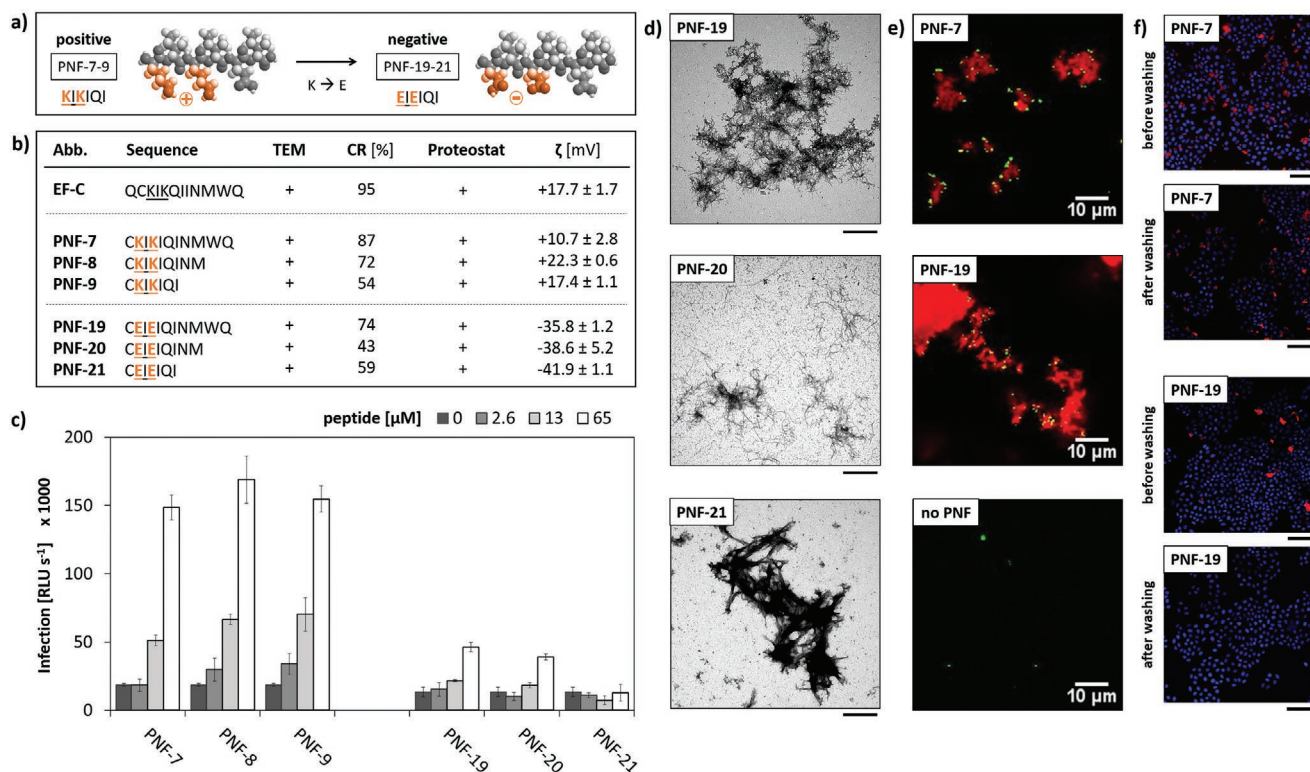 a)
positive
PNF-7-9
KIKIQI
+
K → E
negative
PNF-19-21
EIEIQI
−
b)
Abb. Sequence TEM CR [%] Proteostat ζ [mV]
EF-C QCKIKQIINMWQ + 95 + +17.7 ± 1.7
PNF-7 CKIKIQINMWQ + 87 + +10.7 ± 2.8
PNF-8 CKIKIQINM + 72 + +22.3 ± 0.6
PNF-9 CKIKIQI + 54 + +17.4 ± 1.1
PNF-19 CEIEIQINMWQ + 74 + -35.8 ± 1.2
PNF-20 CEIEIQINM + 43 + -38.6 ± 5.2
PNF-21 CEIEIQI + 59 + -41.9 ± 1.1
c)
peptide [µM] 0 2.6 13 65
Infection [RLU s⁻¹] x 1000
200
150
100
50
0
PNF-7
PNF-8
PNF-9
PNF-19
PNF-20
PNF-21
d)
PNF-19
PNF-20
PNF-21
e)
PNF-7
10 µm
PNF-19
10 µm
no PNF
10 µm
f)
PNF-7
before washing
PNF-7
after washing
PNF-19
before washing
PNF-19
after washing